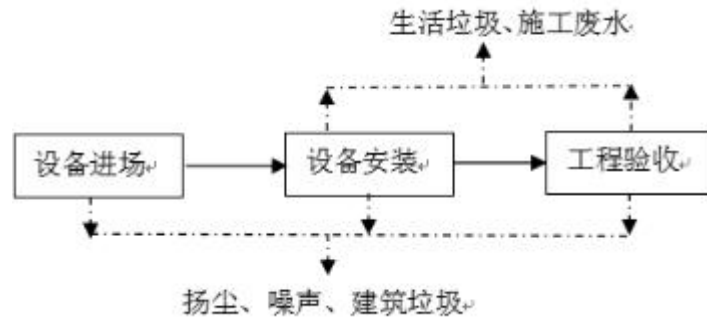 生活垃圾、施工废水
设备进场
设备安装
工程验收
扬尘、噪声、建筑垃圾